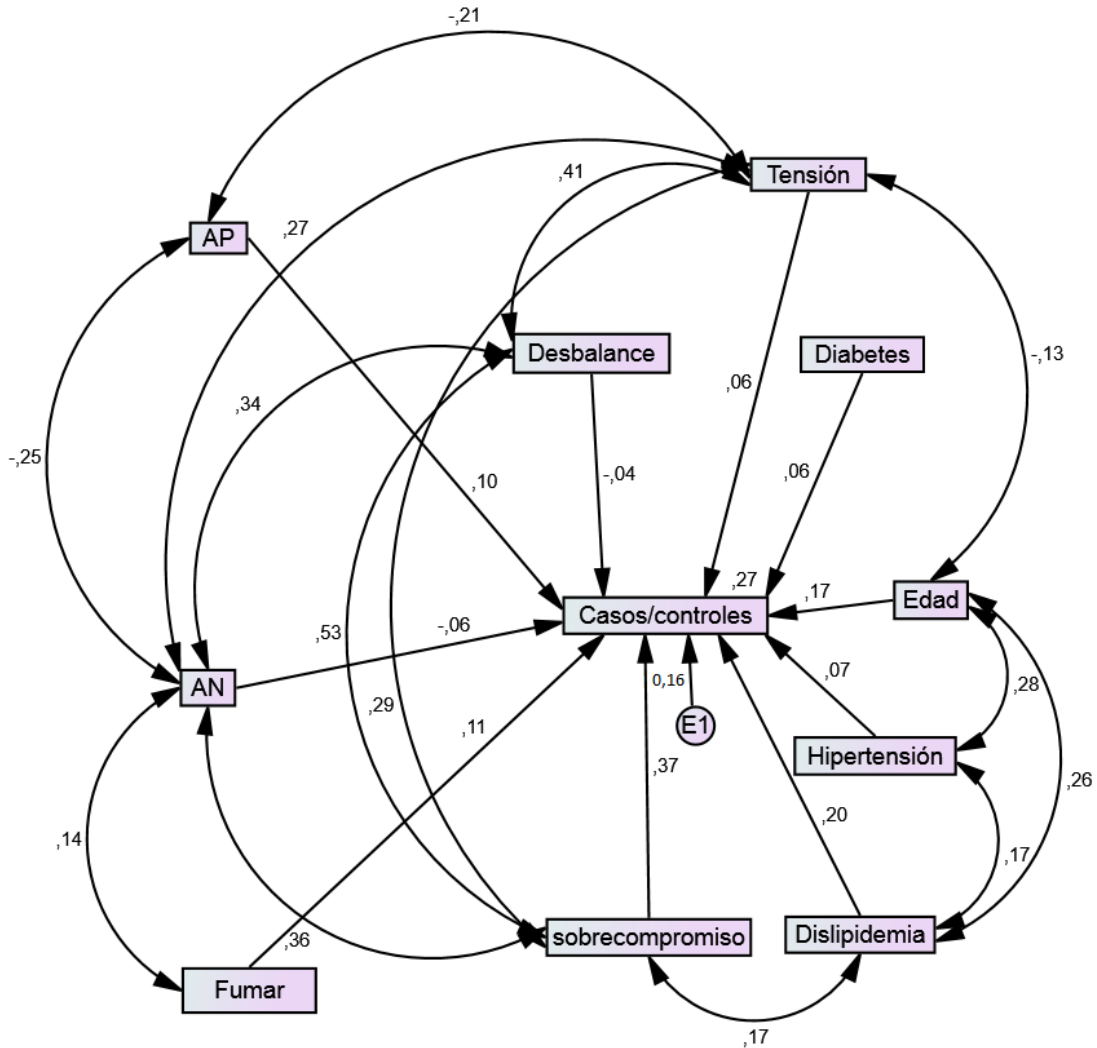 -,21
Tensión
,41
AP
,27
Desbalance
Diabetes
-,13
,06
,34
-,25
,10
-,04
,06
,27
,17
Edad
Casos/controles
,53
-,06
,07
AN
0,16
,28
,29
,11
E1
Hipertensión
,37
,26
,20
,14
,17
,36
sobrecompromiso
Dislipidemia
Fumar
,17